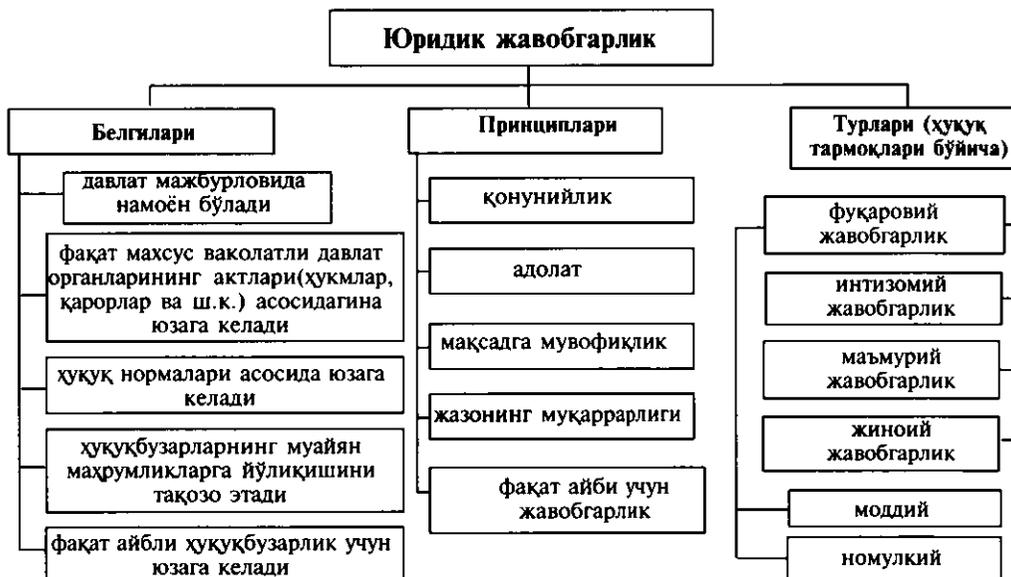 Юридик жавобгарлик
Белгилари
давлат мажбурловида
намоён бўлади
фақат махсус ваколатли давлат
органларининг актлари(ҳукмлар,
қарорлар ва ш.к.) асосидагина
юзага келади
ҳуқуқ нормалари асосида юзага
келади
ҳуқуқбузарларнинг муайян
маҳрумликларга йўлиқишини
тақозо этади
фақат айбли ҳуқуқбузарлик учун
юзага келади
Принциплари
қонунийлик
адолат
мақсадга мувофиқлик
жазонинг муқаррарлиги
фақат айби учун
жавобгарлик
Турлари (ҳуқуқ
тармоқлари бўйича)
фуқаровий
жавобгарлик
интизомий
жавобгарлик
маъмурий
жавобгарлик
жиноий
жавобгарлик
моддий
номулкий